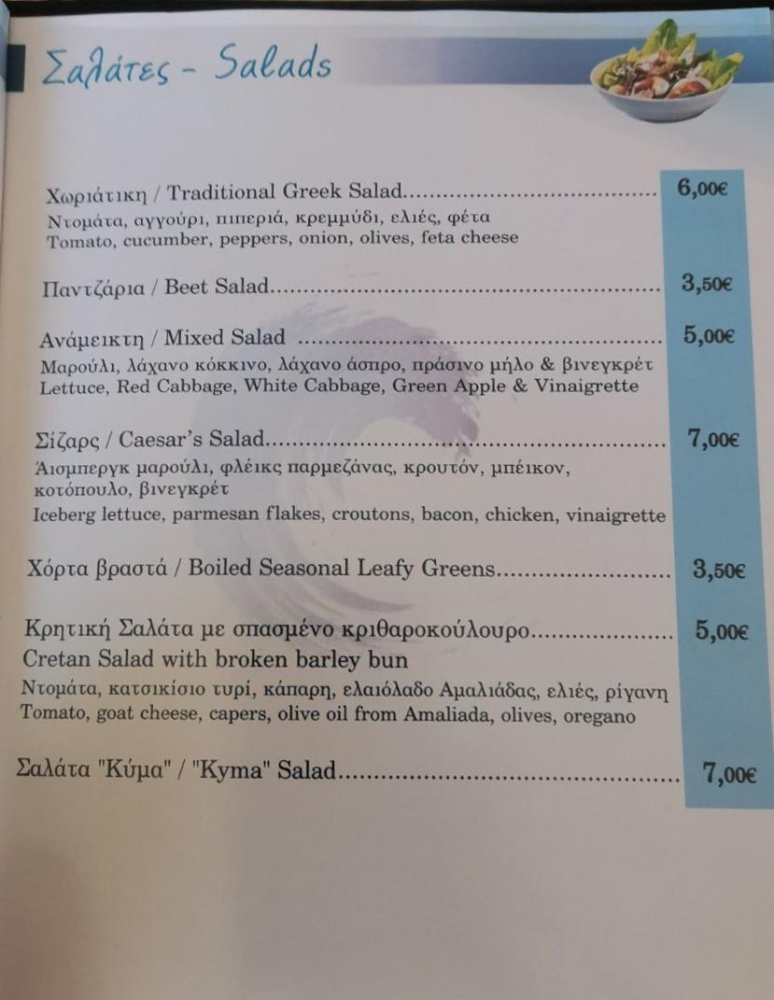 Σαλάτες - Salads
Χωριάτικη / Traditional Greek Salad.................................... 6,00€
Ντομάτα, αγγούρι, πιπεριά, κρεμμύδι, ελιές, φέτα
Tomato, cucumber, peppers, onion, olives, feta cheese
Παντζάρια / Beet Salad....................................................... 3,50€
Ανάμεικτη / Mixed Salad .................................................... 5,00€
Μαρούλι, λάχανο κόκκινο, λάχανο άσπρο, πράσινο μήλο & βινεγκρέτ
Lettuce, Red Cabbage, White Cabbage, Green Apple & Vinaigrette
Σίζαρς / Caesar's Salad......................................................... 7,00€
Άισμπεργκ μαρούλι, φλέικς παρμεζάνας, κρουτόν, μπέικον,
κοτόπουλο, βινεγκρέτ
Iceberg lettuce, parmesan flakes, croutons, bacon, chicken, vinaigrette
Χόρτα βραστά / Boiled Seasonal Leafy Greens......................... 3,50€
Κρητική Σαλάτα με σπασμένο κριθαροκούλουρο.................... 5,00€
Cretan Salad with broken barley bun
Ντομάτα, κατσικίσιο τυρί, κάπαρη, ελαιόλαδο Αμαλιάδας, ελιές, ρίγανη
Tomato, goat cheese, capers, olive oil from Amaliada, olives, oregano
Σαλάτα "Κύμα" / "Kyma" Salad................................................ 7,00€